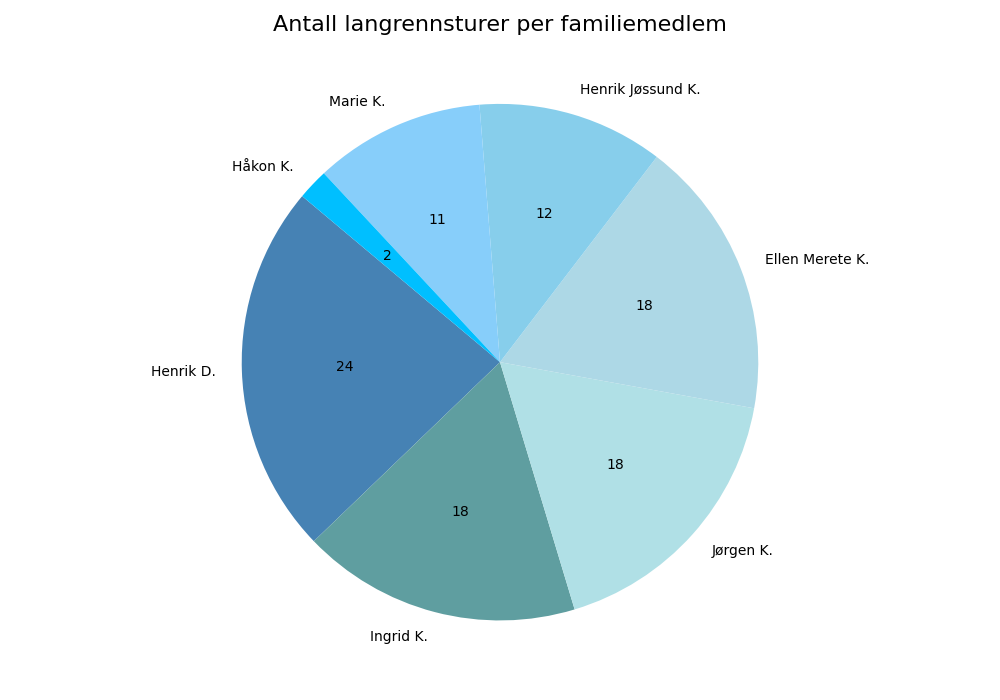 Antall langrennsturer per familiemedlem
Henrik Jøssund K.
Marie K.
Håkon K.
12
11
2
Ellen Merete K.
18
Henrik D.
24
18
18
Jørgen K.
Ingrid K.